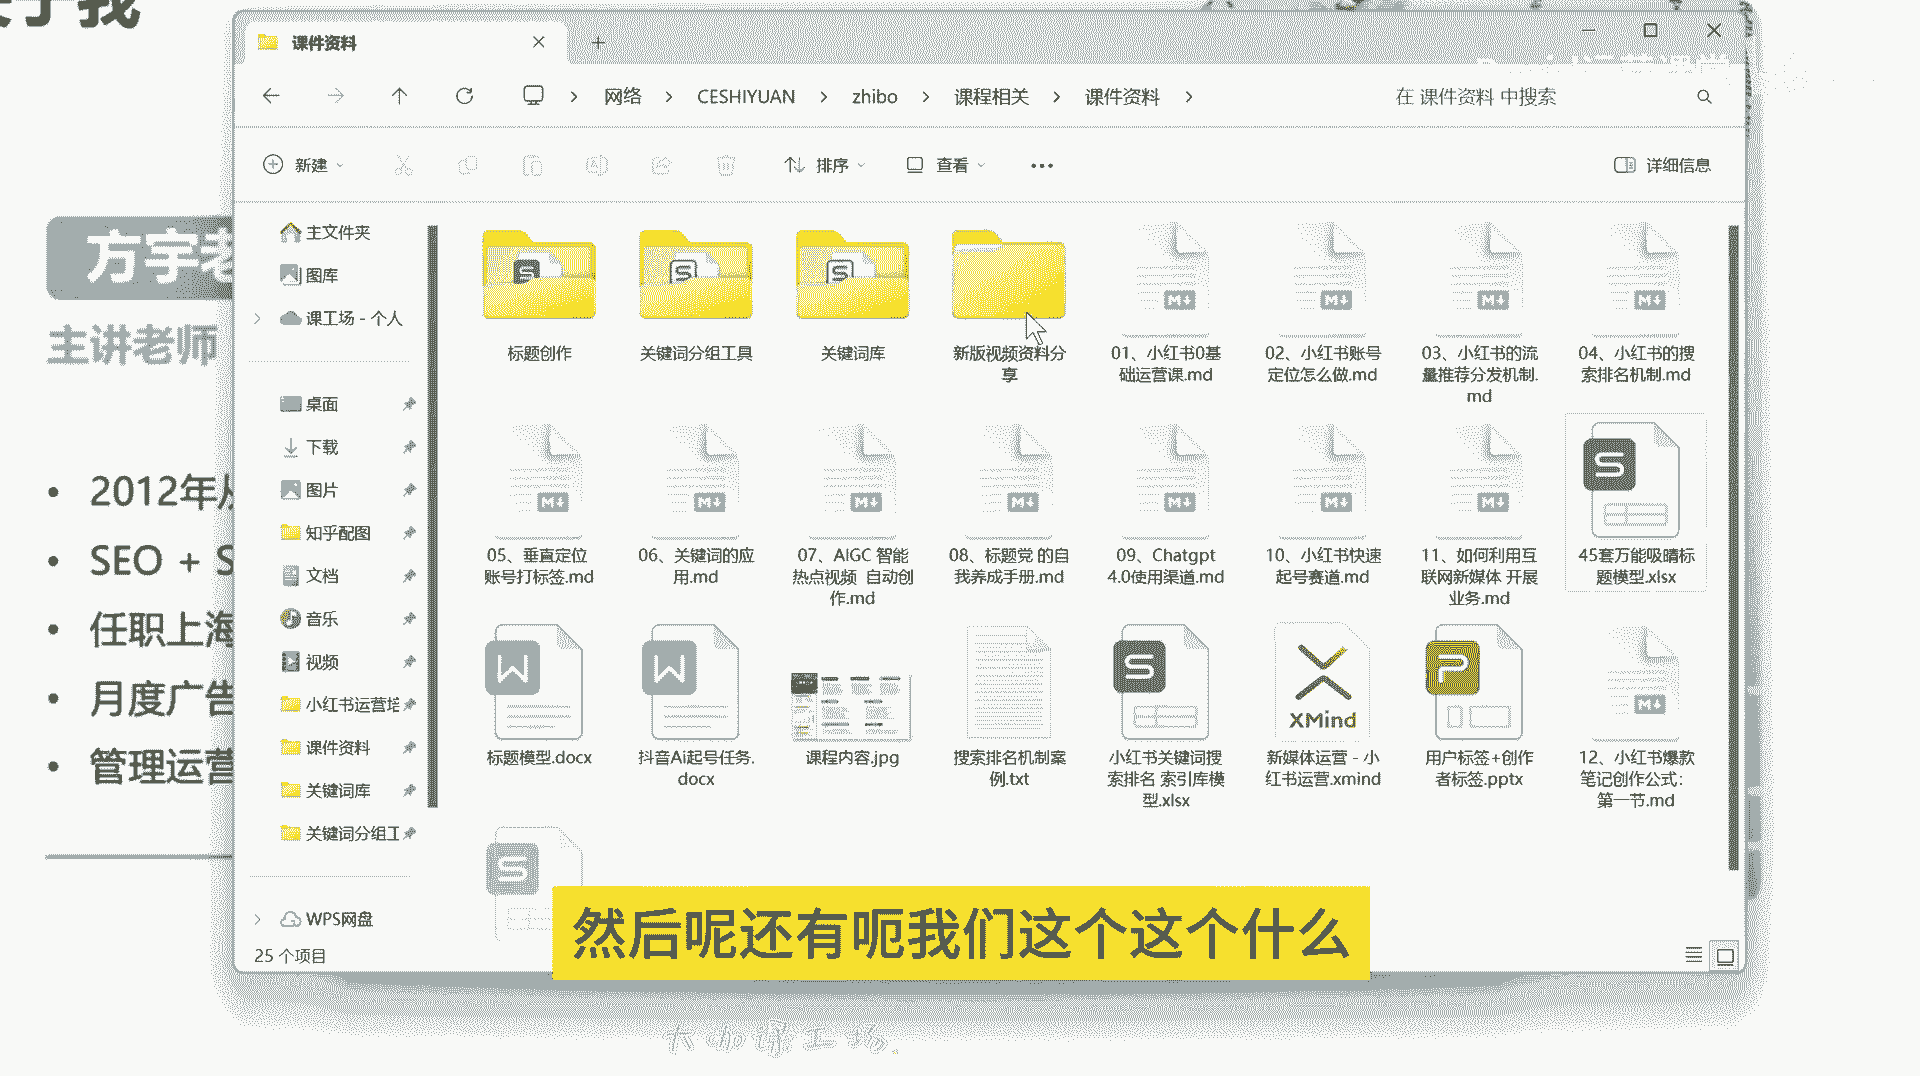 课件资料
网络 > CESHIYUAN > zhibo > 课程相关 > 课件资料 >
在 课件资料 中搜索
新建
排序
查看
详细信息
主文件夹
图库
课工场 - 个人
桌面
下载
图片
知乎配图
文档
音乐
视频
小红书运营培
课件资料
关键词库
关键词分组工
WPS网盘
25 个项目
标题创作
关键词分组工具
关键词库
新版视频资料分
享
01、小红书0基
础运营课.md
02、小红书账号
定位怎么做.md
03、小红书的流
量推荐分发机制.
md
04、小红书的搜
索排名机制.md
05、垂直定位
账号打标签.md
06、关键词的应
用.md
07、AIGC 智能
热点视频 自动创
作.md
08、标题党 的自
我养成手册.md
09、Chatgpt
4.0使用渠道.md
10、小红书快速
起号赛道.md
11、如何利用互
联网新媒体 开展
业务.md
45套万能吸睛标
题模型.xlsx
标题模型.docx
抖音Ai起号任务.
docx
课程内容.jpg
搜索排名机制案
例.txt
小红书关键词搜
索排名 索引库模
型.xlsx
XMind
新媒体运营 - 小
红书运营.xmind
用户标签+创作
者标签.pptx
12、小红书爆款
笔记创作公式：
第一节.md
方宇老
主讲老师
• 2012年从
• SEO + S
• 任职上海
• 月度广告
• 管理运营
然后呢还有呃我们这个这个什么
大咖课工场